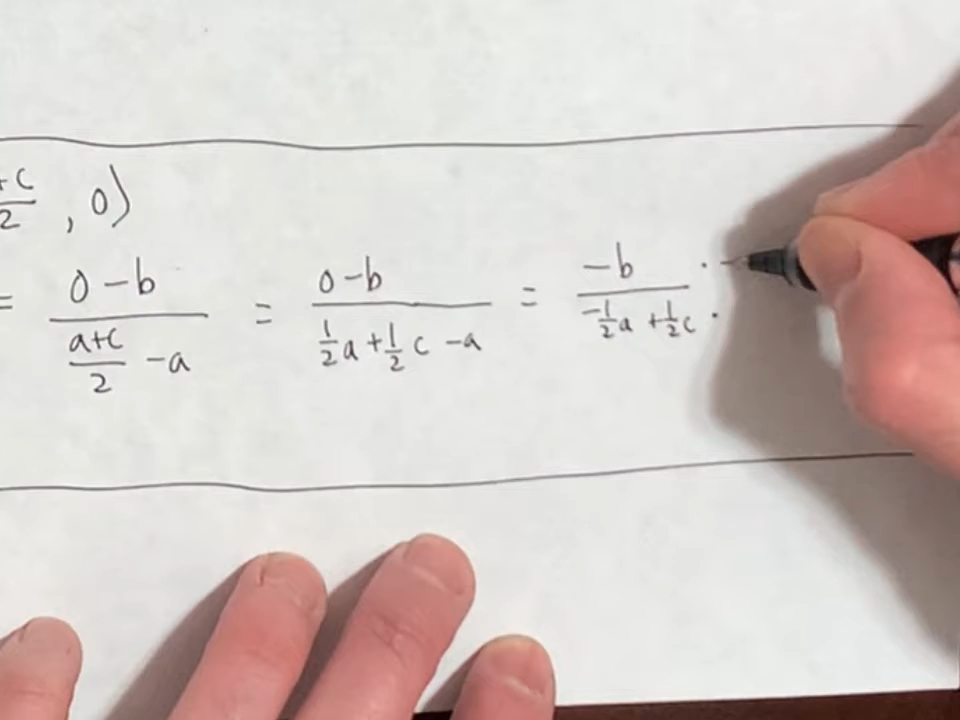 +c/2 , 0)
= (0 - b)/((a+c)/2 - a) = (0 - b)/(1/2 a + 1/2 c - a) = (-b)/(-1/2 a + 1/2 c) · -